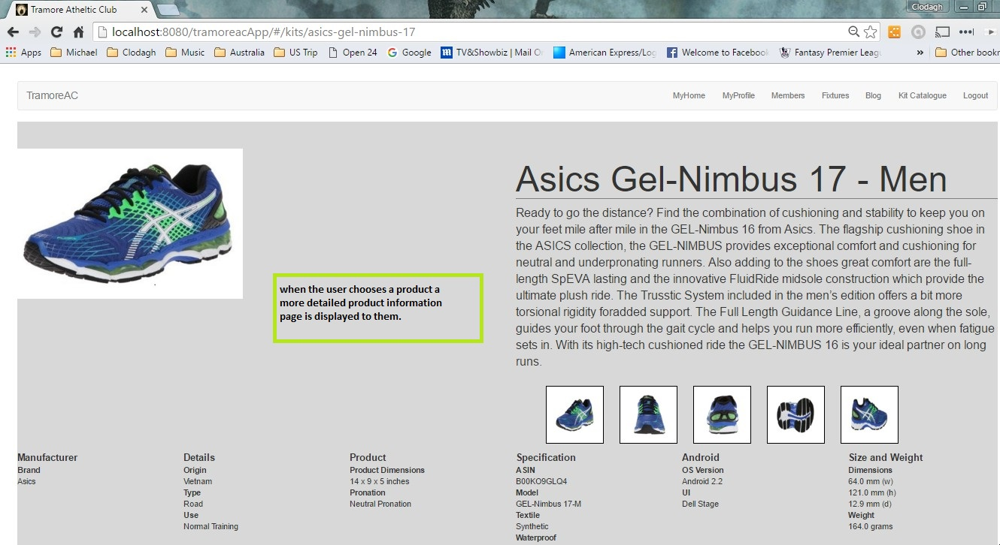 Tramore Atheltic Club
Clodagh
localhost:8080/tramoreacApp/#/kits/asics-gel-nimbus-17
Apps Michael Clodagh Music Australia US Trip Open 24 Google TV&Showbiz | Mail American Express/Log Welcome to Facebook Fantasy Premier Leagu » Other bookr
TramoreAC MyHome MyProfile Members Fixtures Blog Kit Catalogue Logout
Asics Gel-Nimbus 17 - Men
Ready to go the distance? Find the combination of cushioning and stability to keep you on
your feet mile after mile in the GEL-Nimbus 16 from Asics. The flagship cushioning shoe in
the ASICS collection, the GEL-NIMBUS provides exceptional comfort and cushioning for
neutral and underpronating runners. Also adding to the shoes great comfort are the full-
length SpEVA lasting and the innovative FluidRide midsole construction which provide the
ultimate plush ride. The Trusstic System included in the men’s edition offers a bit more
torsional rigidity foradded support. The Full Length Guidance Line, a groove along the sole,
guides your foot through the gait cycle and helps you run more efficiently, even when fatigue
sets in. With its high-tech cushioned ride the GEL-NIMBUS 16 is your ideal partner on long
runs.
when the user chooses a product a
more detailed product information
page is displayed to them.
Manufacturer
Brand
Asics
Details
Origin
Vietnam
Type
Road
Use
Normal Training
Product
Product Dimensions
14 x 9 x 5 inches
Pronation
Neutral Pronation
Specification
ASIN
B00KO9GLQ4
Model
GEL-Nimbus 17-M
Textile
Synthetic
Waterproof
Android
OS Version
Android 2.2
UI
Dell Stage
Size and Weight
Dimensions
64.0 mm (w)
121.0 mm (h)
12.9 mm (d)
Weight
164.0 grams